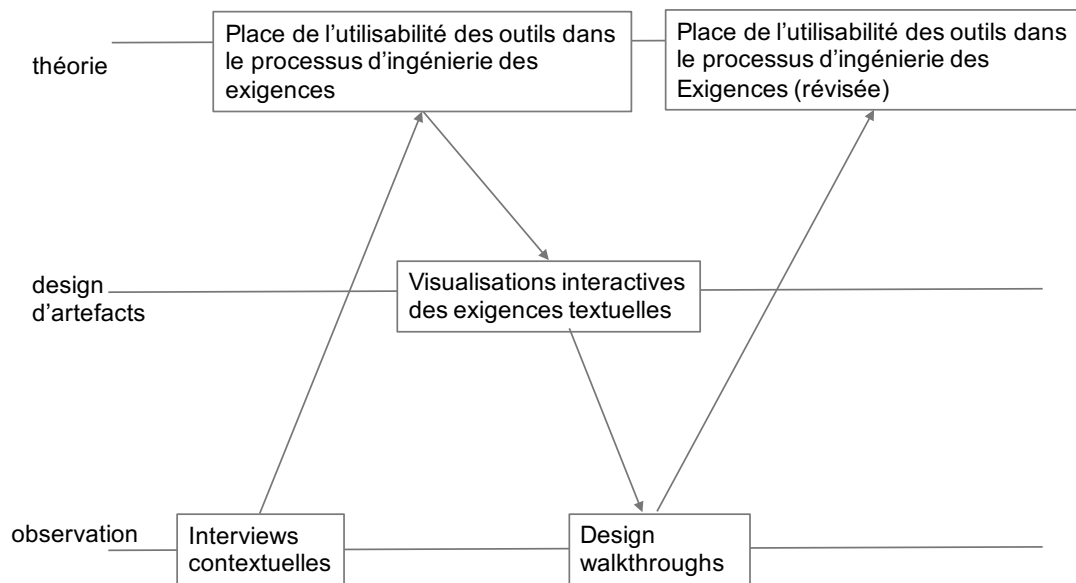 théorie
Place de l’utilisabilité des outils dans
le processus d’ingénierie des
exigences
Place de l’utilisabilité des outils dans
le processus d’ingénierie des
Exigences (révisée)
design
d’artefacts
Visualisations interactives
des exigences textuelles
observation
Interviews
contextuelles
Design
walkthroughs